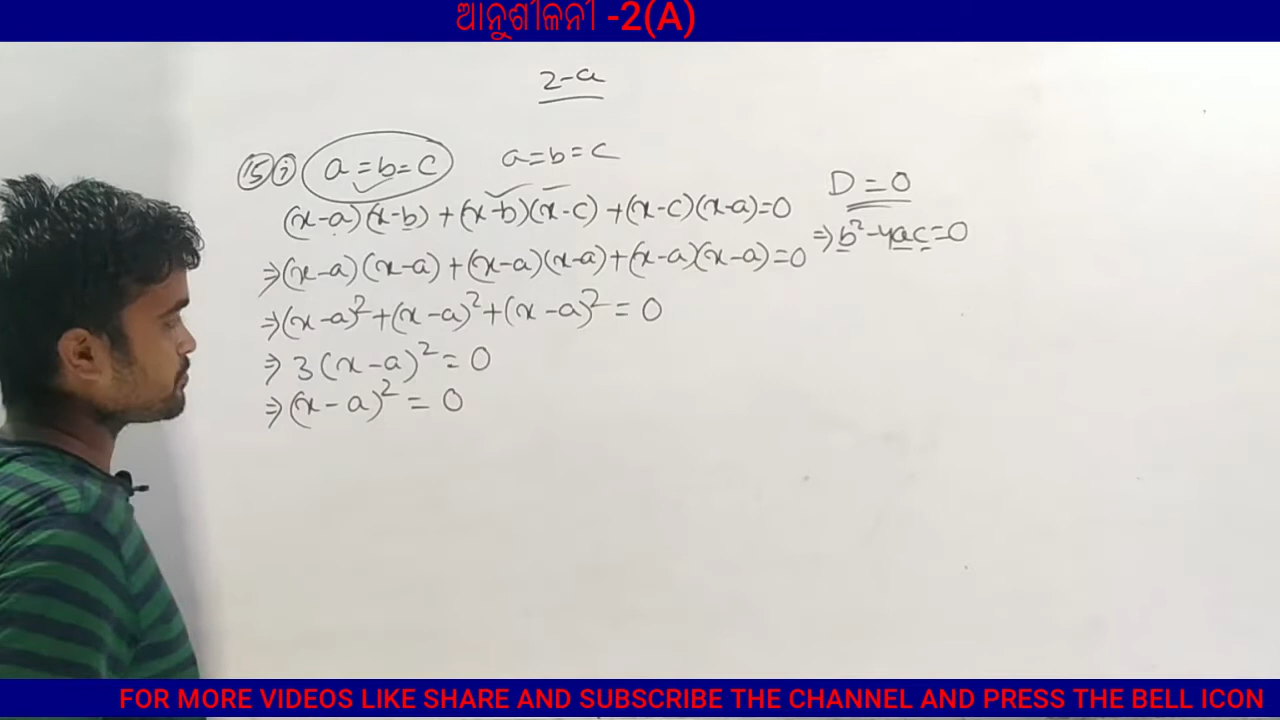 ଆନୁଶୀଳନୀ -2(A)
2-a
15 i) a=b=c a=b=c
(x-a)(x-b)+(x-b)(x-c)+(x-c)(x-a)=0
⇒(x-a)(x-a)+(x-a)(x-a)+(x-a)(x-a)=0
⇒(x-a)²+(x-a)²+(x-a)²=0
⇒3(x-a)²=0
⇒(x-a)²=0
D=0
⇒b²-4ac=0
FOR MORE VIDEOS LIKE SHARE AND SUBSCRIBE THE CHANNEL AND PRESS THE BELL ICON